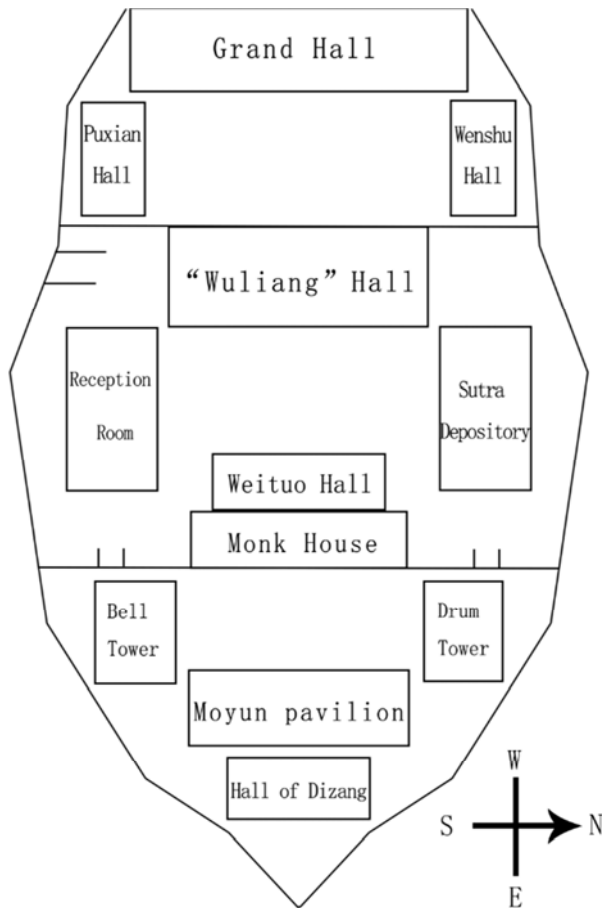 Grand Hall
Puxian
Hall
Wenshu
Hall
“Wuliang” Hall
Reception
Room
Sutra
Depository
Weituo Hall
Monk House
Bell
Tower
Drum
Tower
Moyun pavilion
Hall of Dizang
W
S
N
E